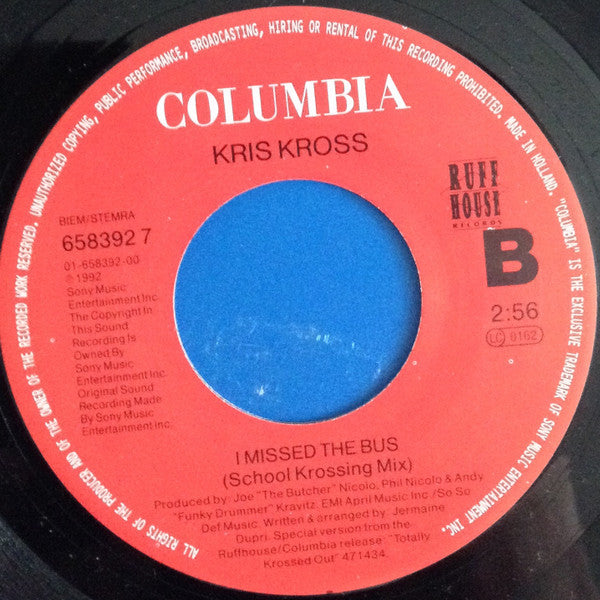 ALL RIGHTS OF THE PRODUCER AND OF THE OWNER OF THE RECORDED WORK RESERVED. UNAUTHORIZED COPYING, PUBLIC PERFORMANCE, BROADCASTING, HIRING OR RENTAL OF THIS RECORDING PROHIBITED. MADE IN HOLLAND. "COLUMBIA" IS THE EXCLUSIVE TRADEMARK OF SONY MUSIC ENTERTAINMENT INC.
COLUMBIA
KRIS KROSS
BIEM/STEMRA
658392 7
01-658392-00
℗ 1992
Sony Music
Entertainment Inc.
The Copyright In
This Sound
Recording Is
Owned By
Sony Music
Entertainment Inc.
Original Sound
Recording Made
By Sony Music
Entertainment Inc.
RUFF
HOUSE
RECORDS
B
2:56
LC 0162
I MISSED THE BUS
(School Krossing Mix)
Produced by: Joe "The Butcher" Nicolo, Phil Nicolo & Andy
"Funky Drummer" Kravitz. EMI April Music Inc./So So
Def Music. Written & arranged by: Jermaine
Dupri. Special version from the
Ruffhouse/Columbia release: "Totally
Krossed Out" 471434.